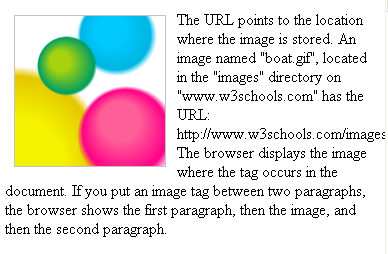 The URL points to the location
where the image is stored. An
image named "boat.gif", located
in the "images" directory on
"www.w3schools.com" has the
URL:
http://www.w3schools.com/images
The browser displays the image
where the tag occurs in the
document. If you put an image tag between two paragraphs,
the browser shows the first paragraph, then the image, and
then the second paragraph.